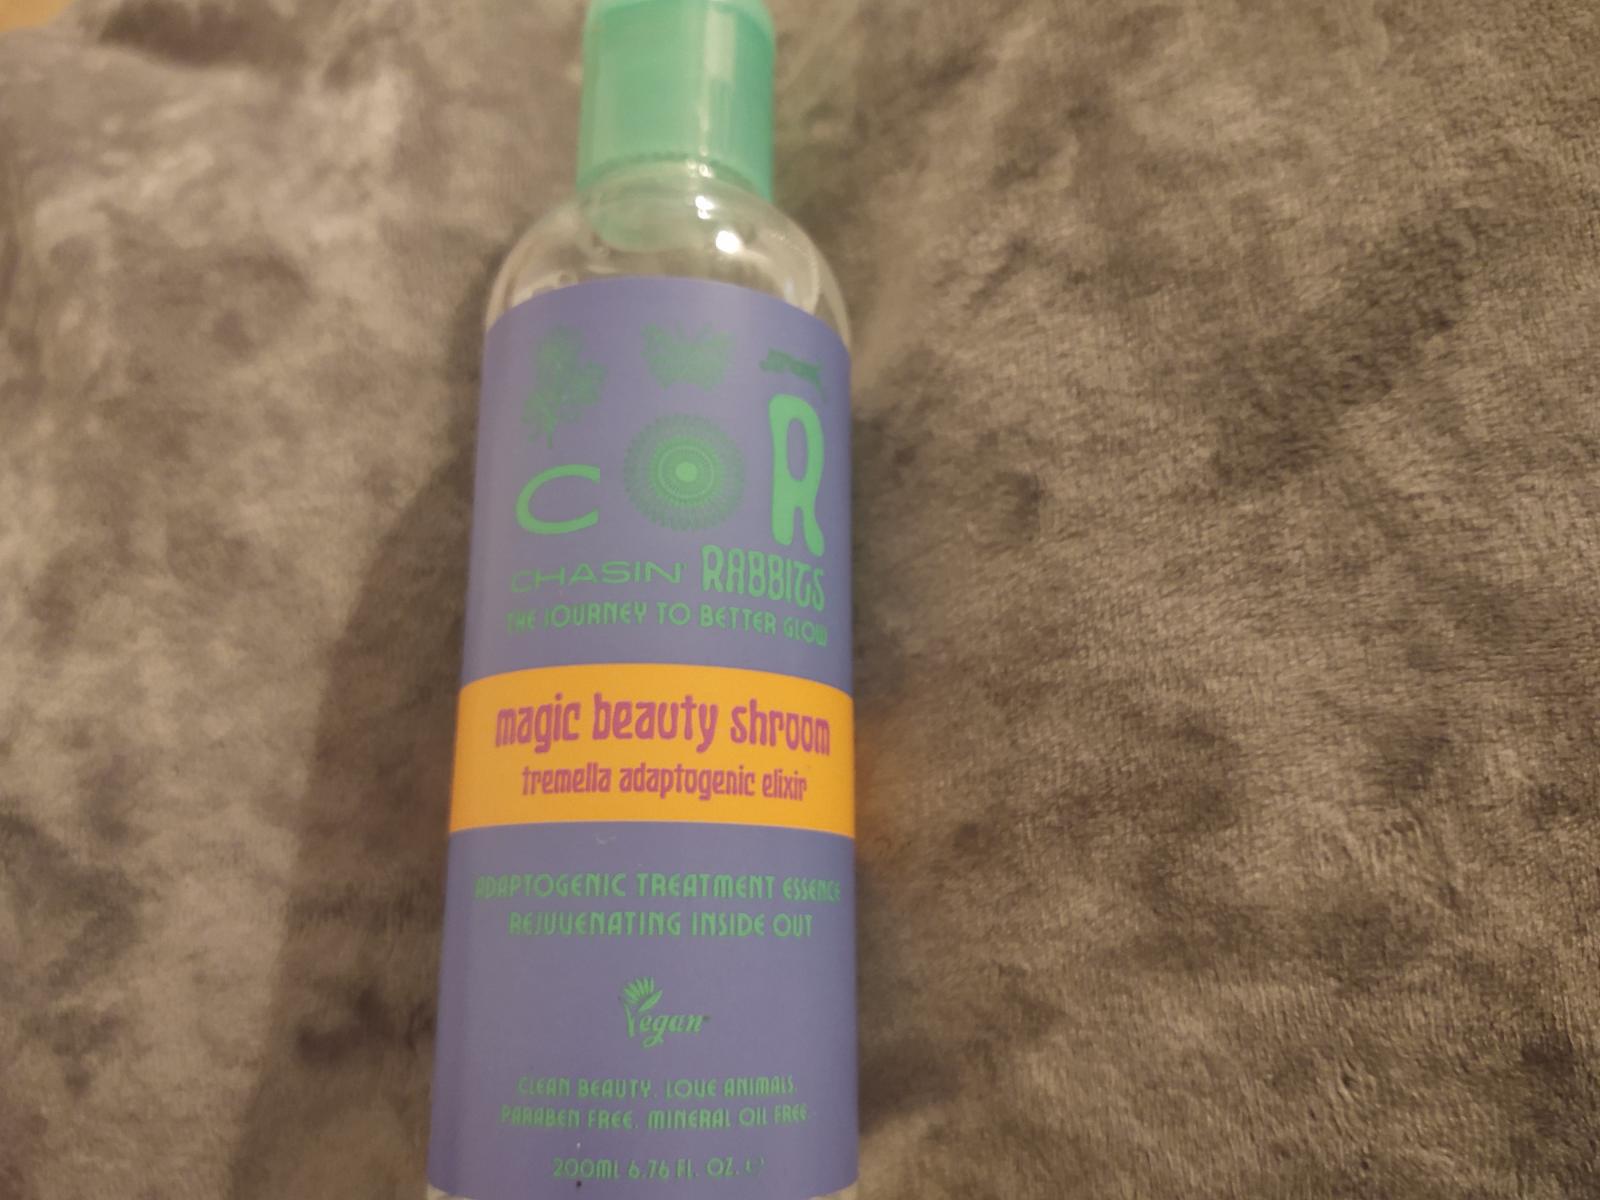 C O R
CHASIN' RABBITS
THE JOURNEY TO BETTER GLOW
magic beauty shroom
tremella adaptogenic elixir
ADAPTOGENIC TREATMENT ESSENCE
REJUVENATING INSIDE OUT
Vegan
CLEAN BEAUTY. LOVE ANIMALS.
PARABEN FREE. MINERAL OIL FREE.
200ML 6.76 FL. OZ. ℮